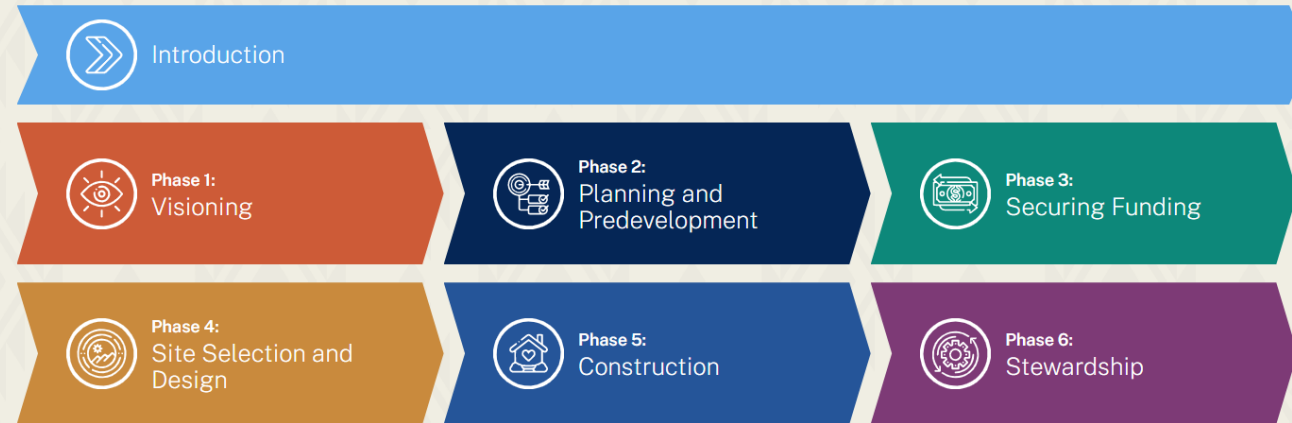 Introduction
Phase 1:
Visioning
Phase 2:
Planning and
Predevelopment
Phase 3:
Securing Funding
Phase 4:
Site Selection and
Design
Phase 5:
Construction
Phase 6:
Stewardship